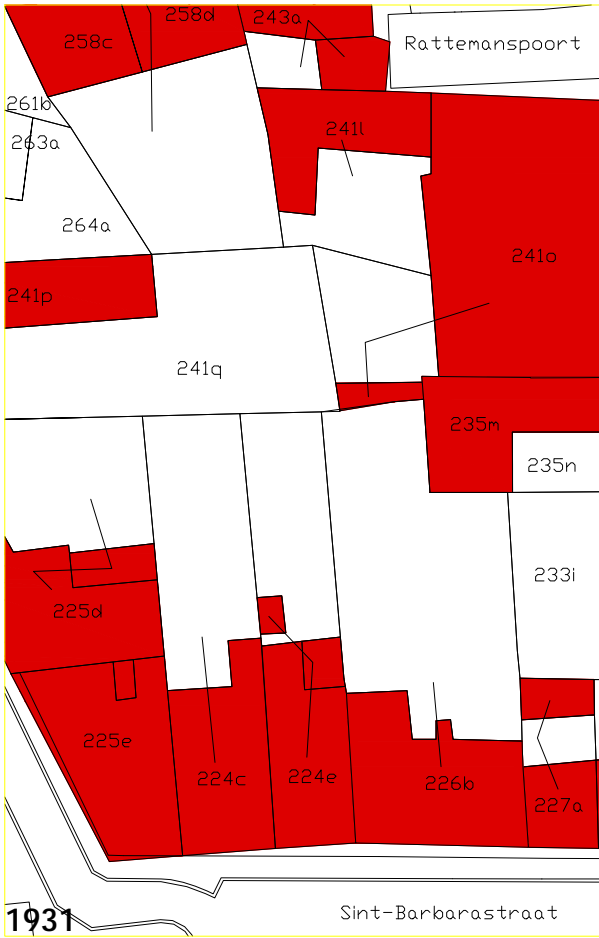 258d
243a
258c
Rattemanspoort
261b
263a
241l
264a
241o
241p
241q
235m
235n
233i
225d
225e
224c
224e
226b
227a
Sint-Barbarastraat
1931